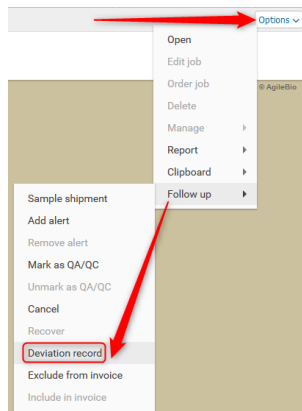 Options
Open
Edit job
Order job
© AgileBio
Delete
Manage
Report
Clipboard
Follow up
Sample shipment
Add alert
Remove alert
Mark as QA/QC
Unmark as QA/QC
Cancel
Recover
Deviation record
Exclude from invoice
Include in invoice